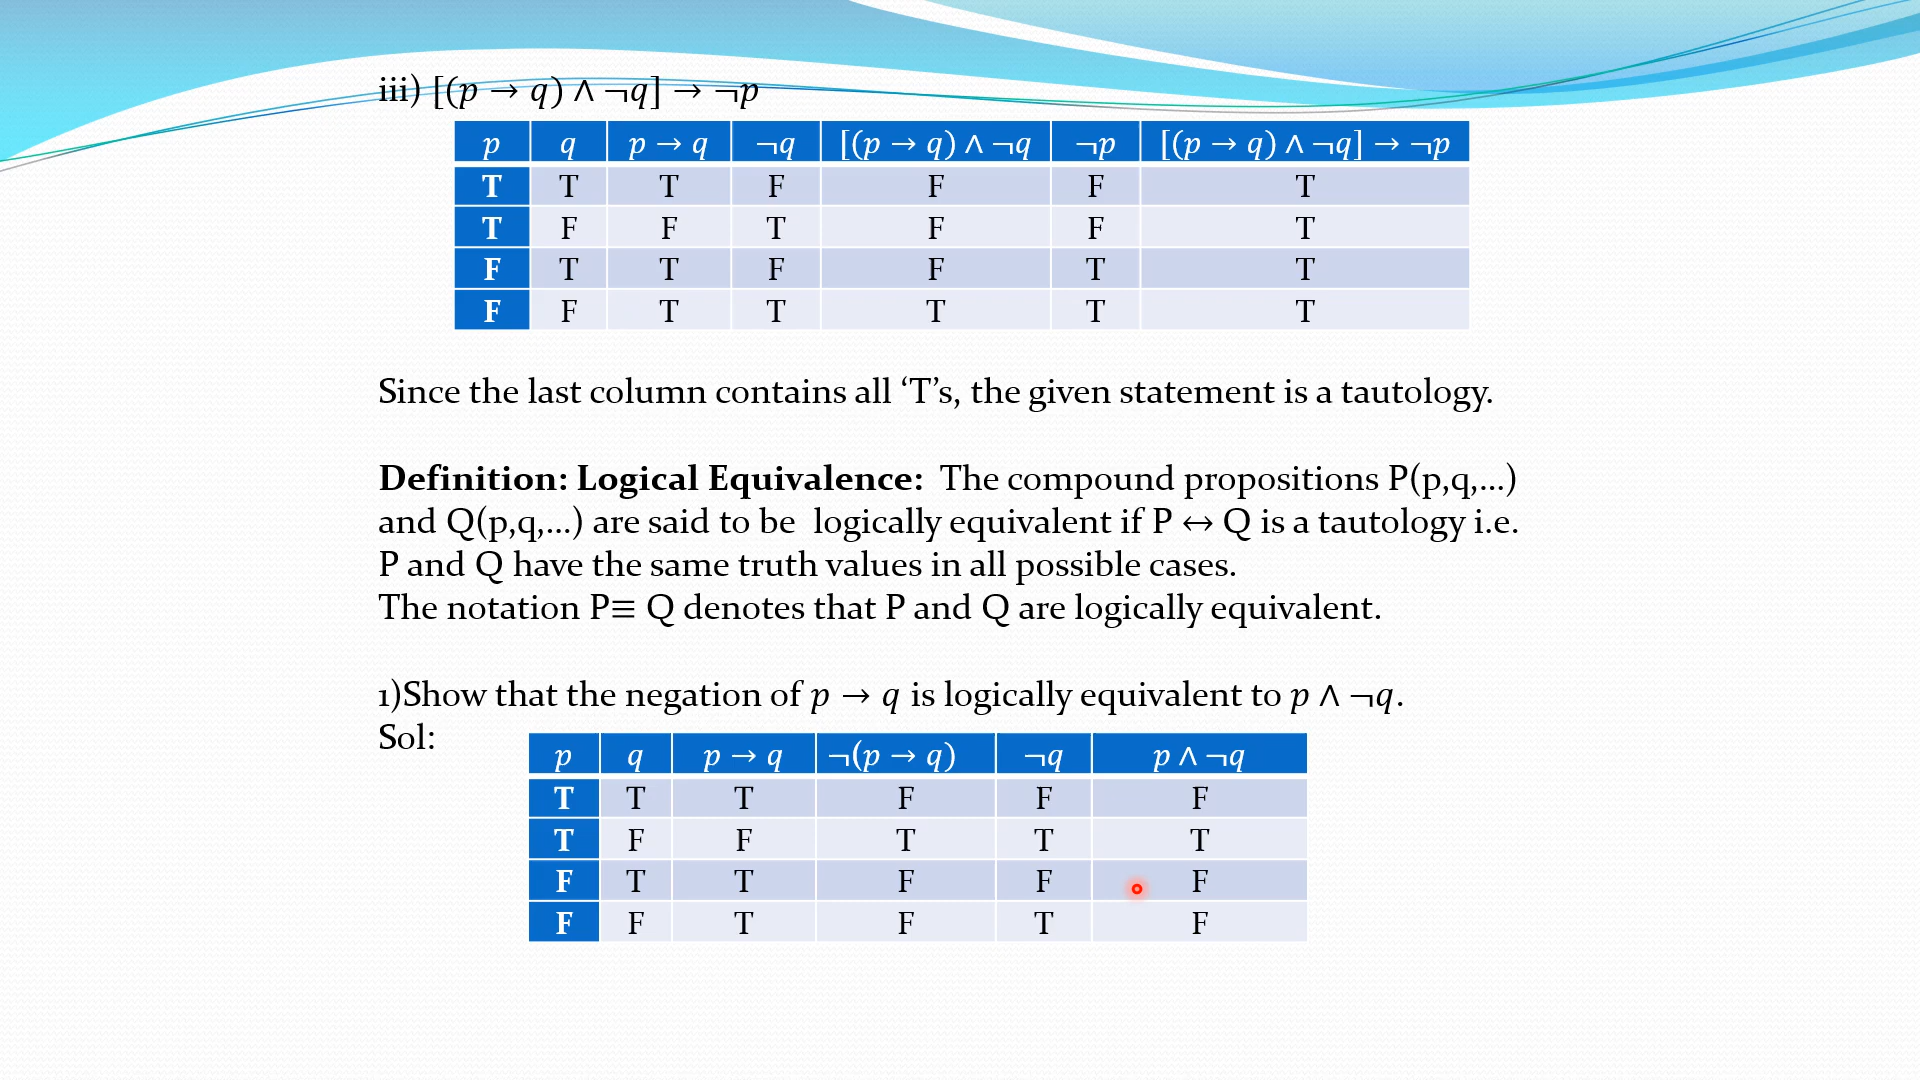 iii) [(p → q) ∧ ¬q] → ¬p
p q p → q ¬q [(p → q) ∧ ¬q ¬p [(p → q) ∧ ¬q] → ¬p
T T T F F F T
T F F T F F T
F T T F F T T
F F T T T T T
Since the last column contains all ‘T’s, the given statement is a tautology.
Definition: Logical Equivalence: The compound propositions P(p,q,...)
and Q(p,q,...) are said to be logically equivalent if P ↔ Q is a tautology i.e.
P and Q have the same truth values in all possible cases.
The notation P≡ Q denotes that P and Q are logically equivalent.
1)Show that the negation of p → q is logically equivalent to p ∧ ¬q.
Sol:
p q p → q ¬(p → q) ¬q p ∧ ¬q
T T T F F F
T F F T T T
F T T F F F
F F T F T F